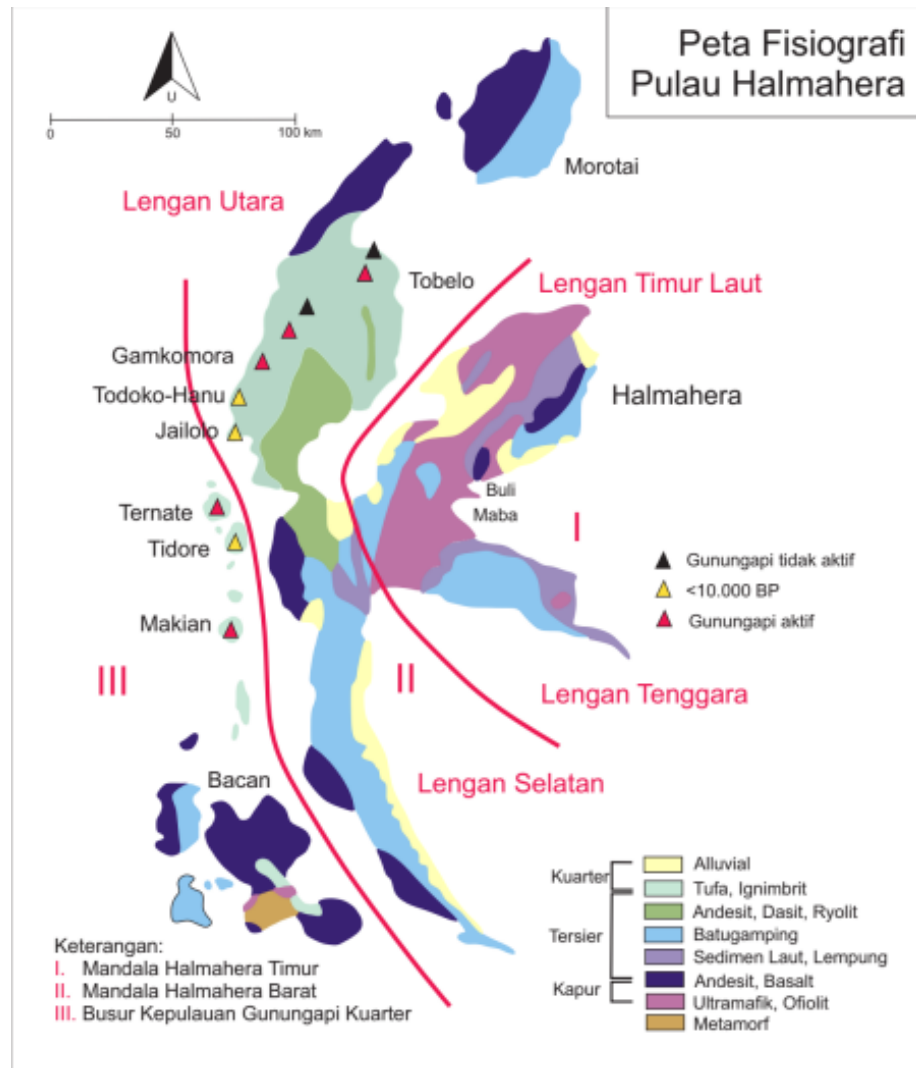 Peta Fisiografi
Pulau Halmahera
U
0 50 100 km
Morotai
Lengan Utara
Tobelo
Lengan Timur Laut
Gamkomora
Todoko-Hanu
Halmahera
Jailolo
Buli
Maba
Ternate
I
Tidore
Gunungapi tidak aktif
<10.000 BP
Makian
Gunungapi aktif
III
II
Lengan Tenggara
Bacan
Lengan Selatan
Kuarter
Alluvial
Tufa, Ignimbrit
Tersier
Andesit, Dasit, Ryolit
Batugamping
Sedimen Laut, Lempung
Kapur
Andesit, Basalt
Ultramafik, Ofiolit
Metamorf
Keterangan:
I. Mandala Halmahera Timur
II. Mandala Halmahera Barat
III. Busur Kepulauan Gunungapi Kuarter